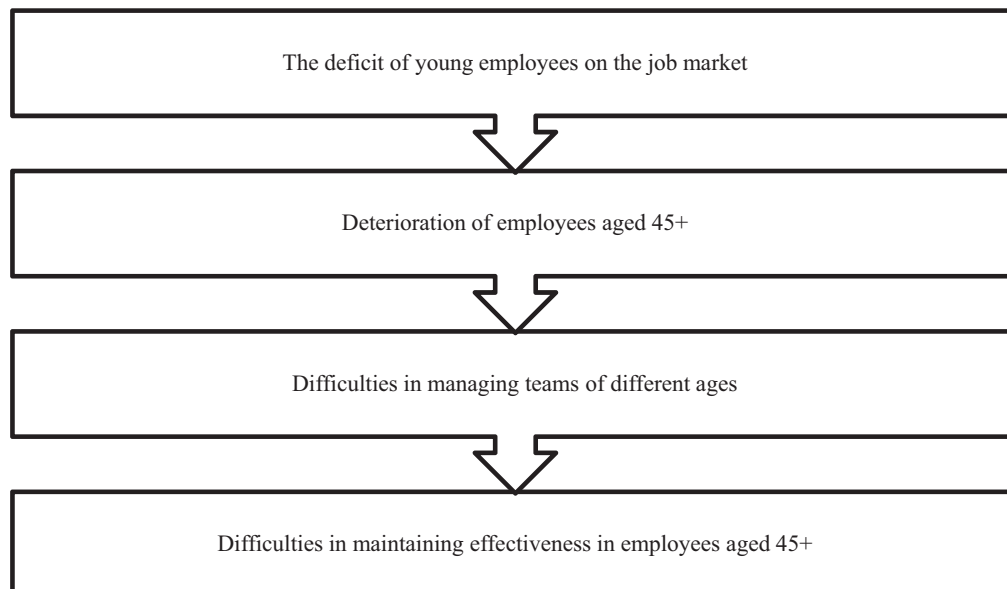 The deficit of young employees on the job market
Deterioration of employees aged 45+
Difficulties in managing teams of different ages
Difficulties in maintaining effectiveness in employees aged 45+